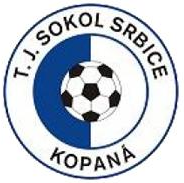 T. J. SOKOL SRBICE
KOPANÁ